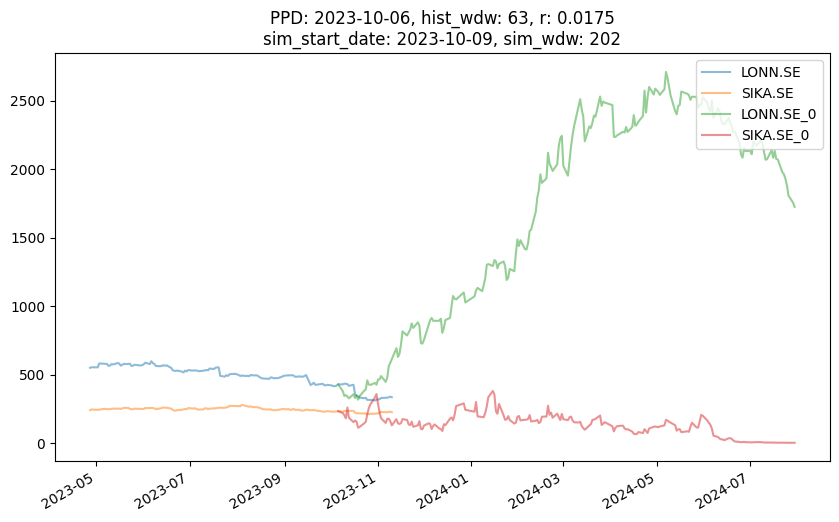 PPD: 2023-10-06, hist_wdw: 63, r: 0.0175
sim_start_date: 2023-10-09, sim_wdw: 202
LONN.SE
SIKA.SE
LONN.SE_0
SIKA.SE_0
2500
2000
1500
1000
500
0
2023-05
2023-07
2023-09
2023-11
2024-01
2024-03
2024-05
2024-07